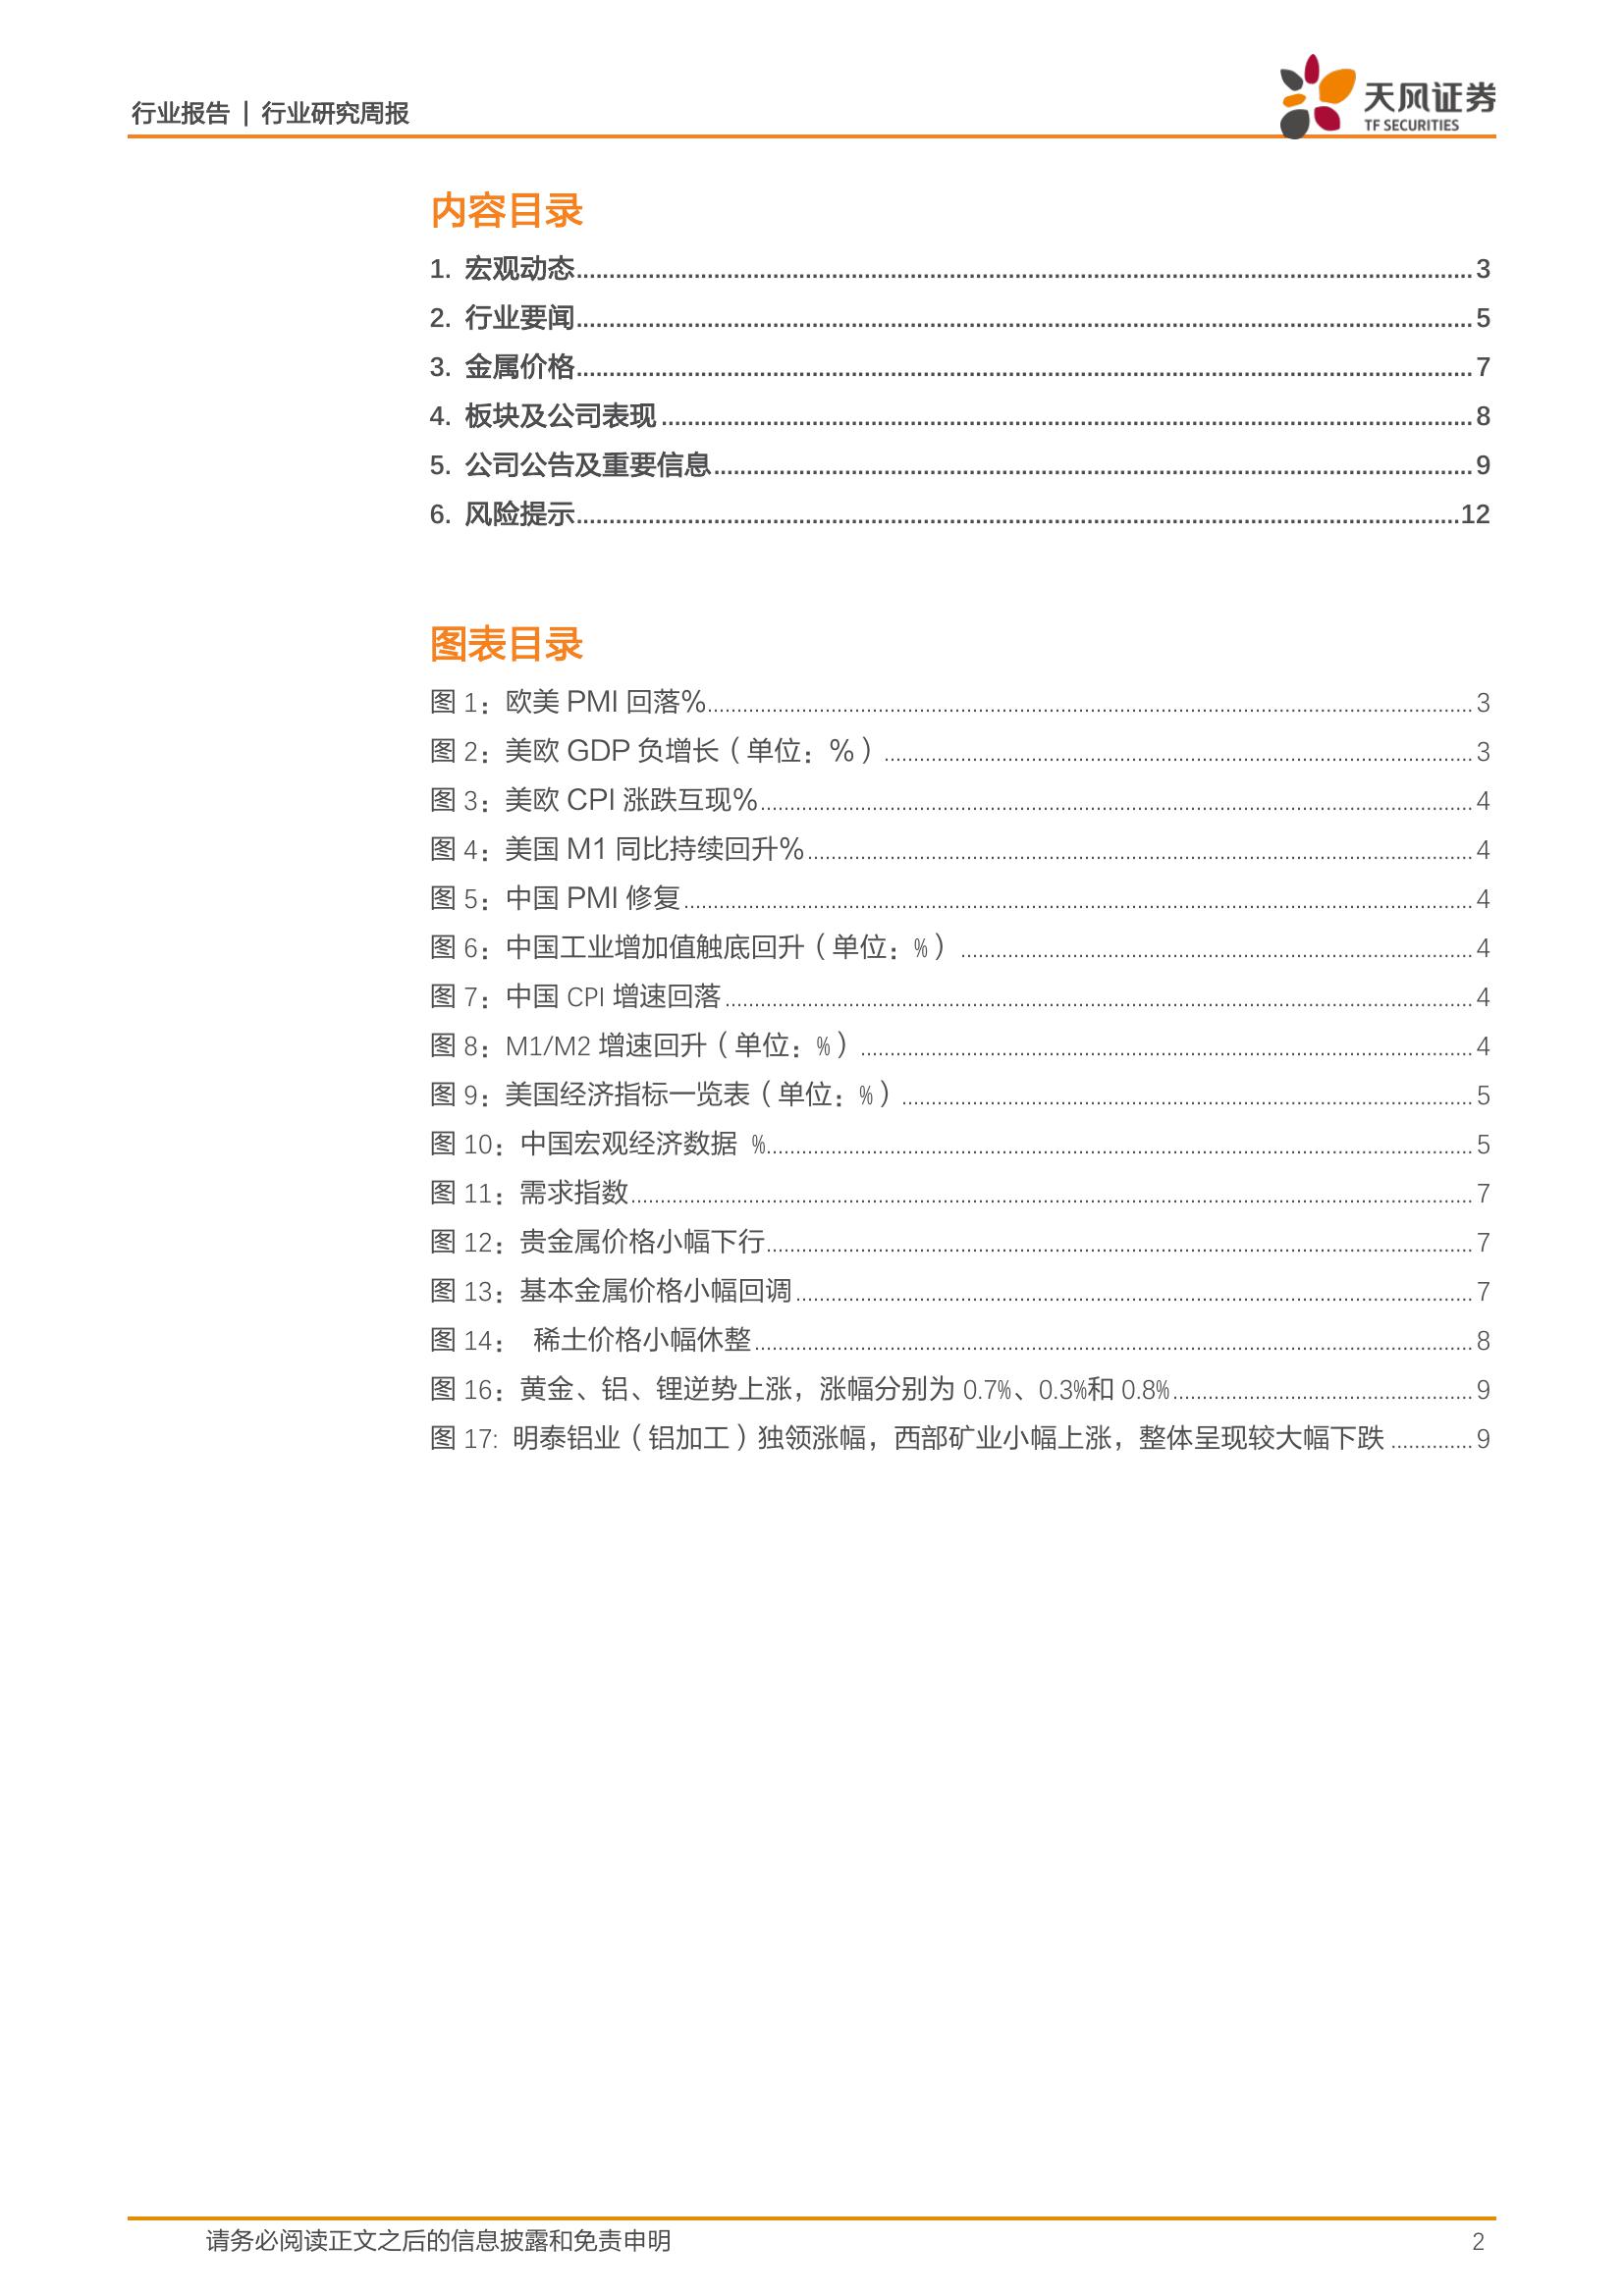 行业报告 | 行业研究周报
天风证券
TF SECURITIES
内容目录
1. 宏观动态 3
2. 行业要闻 5
3. 金属价格 7
4. 板块及公司表现 8
5. 公司公告及重要信息 9
6. 风险提示 12
图表目录
图 1：欧美 PMI 回落% 3
图 2：美欧 GDP 负增长（单位：%） 3
图 3：美欧 CPI 涨跌互现% 4
图 4：美国 M1 同比持续回升% 4
图 5：中国 PMI 修复 4
图 6：中国工业增加值触底回升（单位：%） 4
图 7：中国 CPI 增速回落 4
图 8：M1/M2 增速回升（单位：%） 4
图 9：美国经济指标一览表（单位：%） 5
图 10：中国宏观经济数据 % 5
图 11：需求指数 7
图 12：贵金属价格小幅下行 7
图 13：基本金属价格小幅回调 7
图 14： 稀土价格小幅休整 8
图 16：黄金、铝、锂逆势上涨，涨幅分别为 0.7%、0.3%和 0.8% 9
图 17: 明泰铝业（铝加工）独领涨幅，西部矿业小幅上涨，整体呈现较大幅下跌 9
请务必阅读正文之后的信息披露和免责申明 2